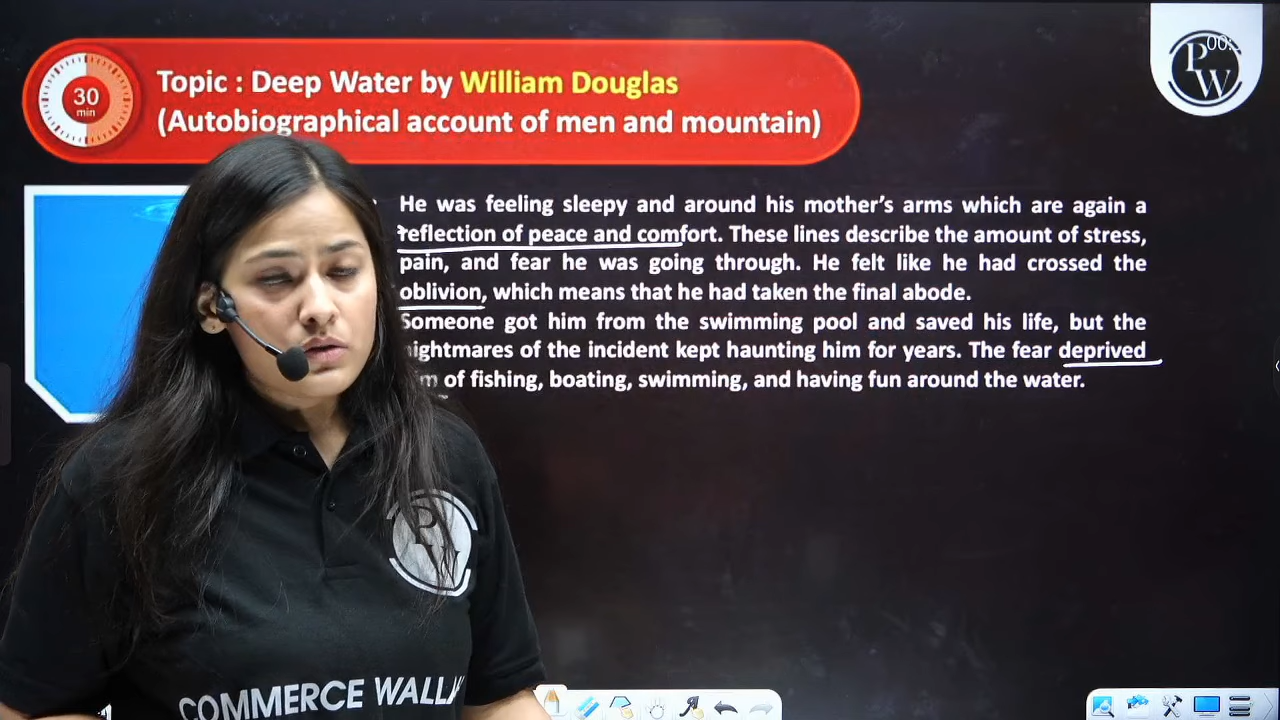 30
min
Topic : Deep Water by William Douglas
(Autobiographical account of men and mountain)
00:
P
W
He was feeling sleepy and around his mother's arms which are again a
reflection of peace and comfort. These lines describe the amount of stress,
pain, and fear he was going through. He felt like he had crossed the
oblivion, which means that he had taken the final abode.
Someone got him from the swimming pool and saved his life, but the
nightmares of the incident kept haunting him for years. The fear deprived
of fishing, boating, swimming, and having fun around the water.
P
W
COMMERCE WALLA